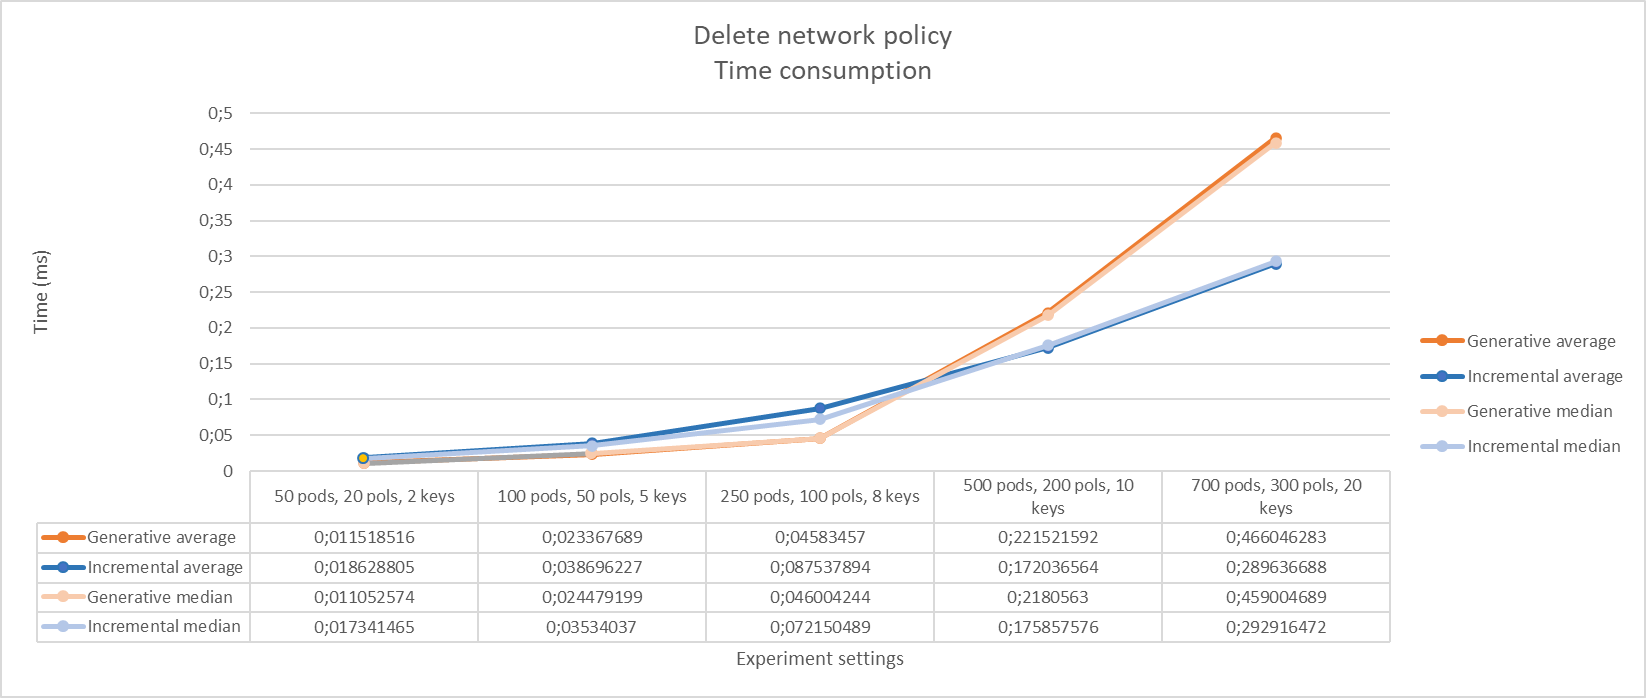 Delete network policy
Time consumption
0;5
0;45
0;4
0;35
0;3
0;25
0;2
0;15
0;1
0;05
0
Time (ms)
Generative average
Incremental average
Generative median
Incremental median
50 pods, 20 pols, 2 keys
100 pods, 50 pols, 5 keys
250 pods, 100 pols, 8 keys
500 pods, 200 pols, 10
keys
700 pods, 300 pols, 20
keys
Generative average 0;011518516 0;023367689 0;04583457 0;221521592 0;466046283
Incremental average 0;018628805 0;038696227 0;087537894 0;172036564 0;289636688
Generative median 0;011052574 0;024479199 0;046004244 0;2180563 0;459004689
Incremental median 0;017341465 0;03534037 0;072150489 0;175857576 0;292916472
Experiment settings